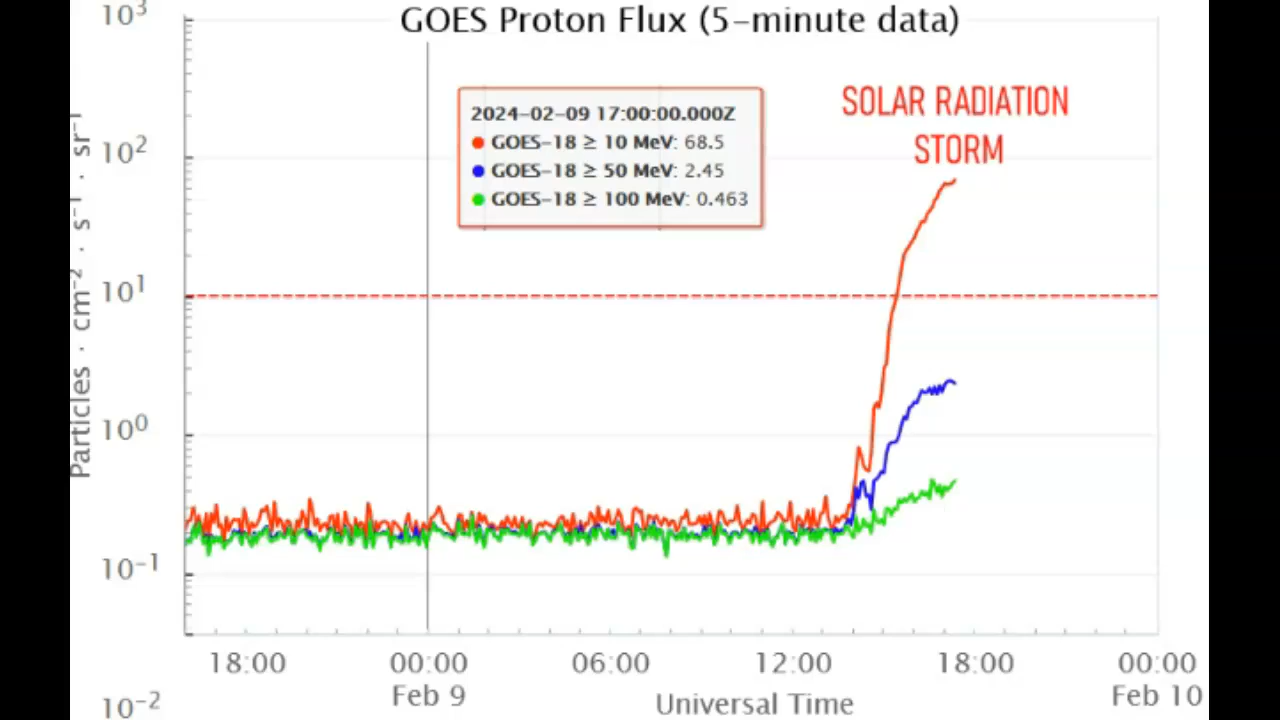 GOES Proton Flux (5-minute data)
SOLAR RADIATION
STORM
2024-02-09 17:00:00.000Z
GOES-18 ≥ 10 MeV: 68.5
GOES-18 ≥ 50 MeV: 2.45
GOES-18 ≥ 100 MeV: 0.463
Particles · cm⁻² · s⁻¹ · sr⁻¹
10³
10²
10¹
10⁰
10⁻¹
10⁻²
18:00 00:00 06:00 12:00 18:00 00:00
Feb 9 Feb 10
Universal Time